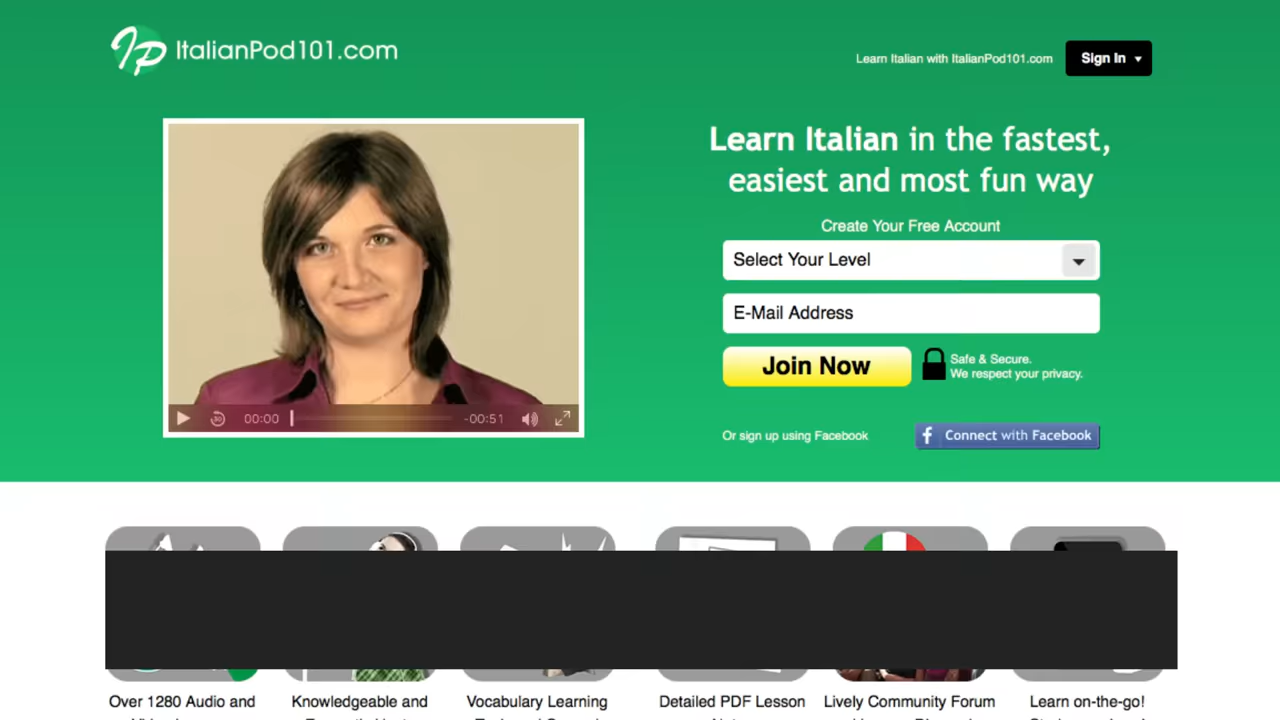 IP ItalianPod101.com
Learn Italian with ItalianPod101.com
Sign In
Learn Italian in the fastest,
easiest and most fun way
Create Your Free Account
Select Your Level
E-Mail Address
Join Now
Safe & Secure.
We respect your privacy.
30
00:00
-00:51
Or sign up using Facebook
f Connect with Facebook
Over 1280 Audio and
Knowledgeable and
Vocabulary Learning
Detailed PDF Lesson
Lively Community Forum
Learn on-the-go!